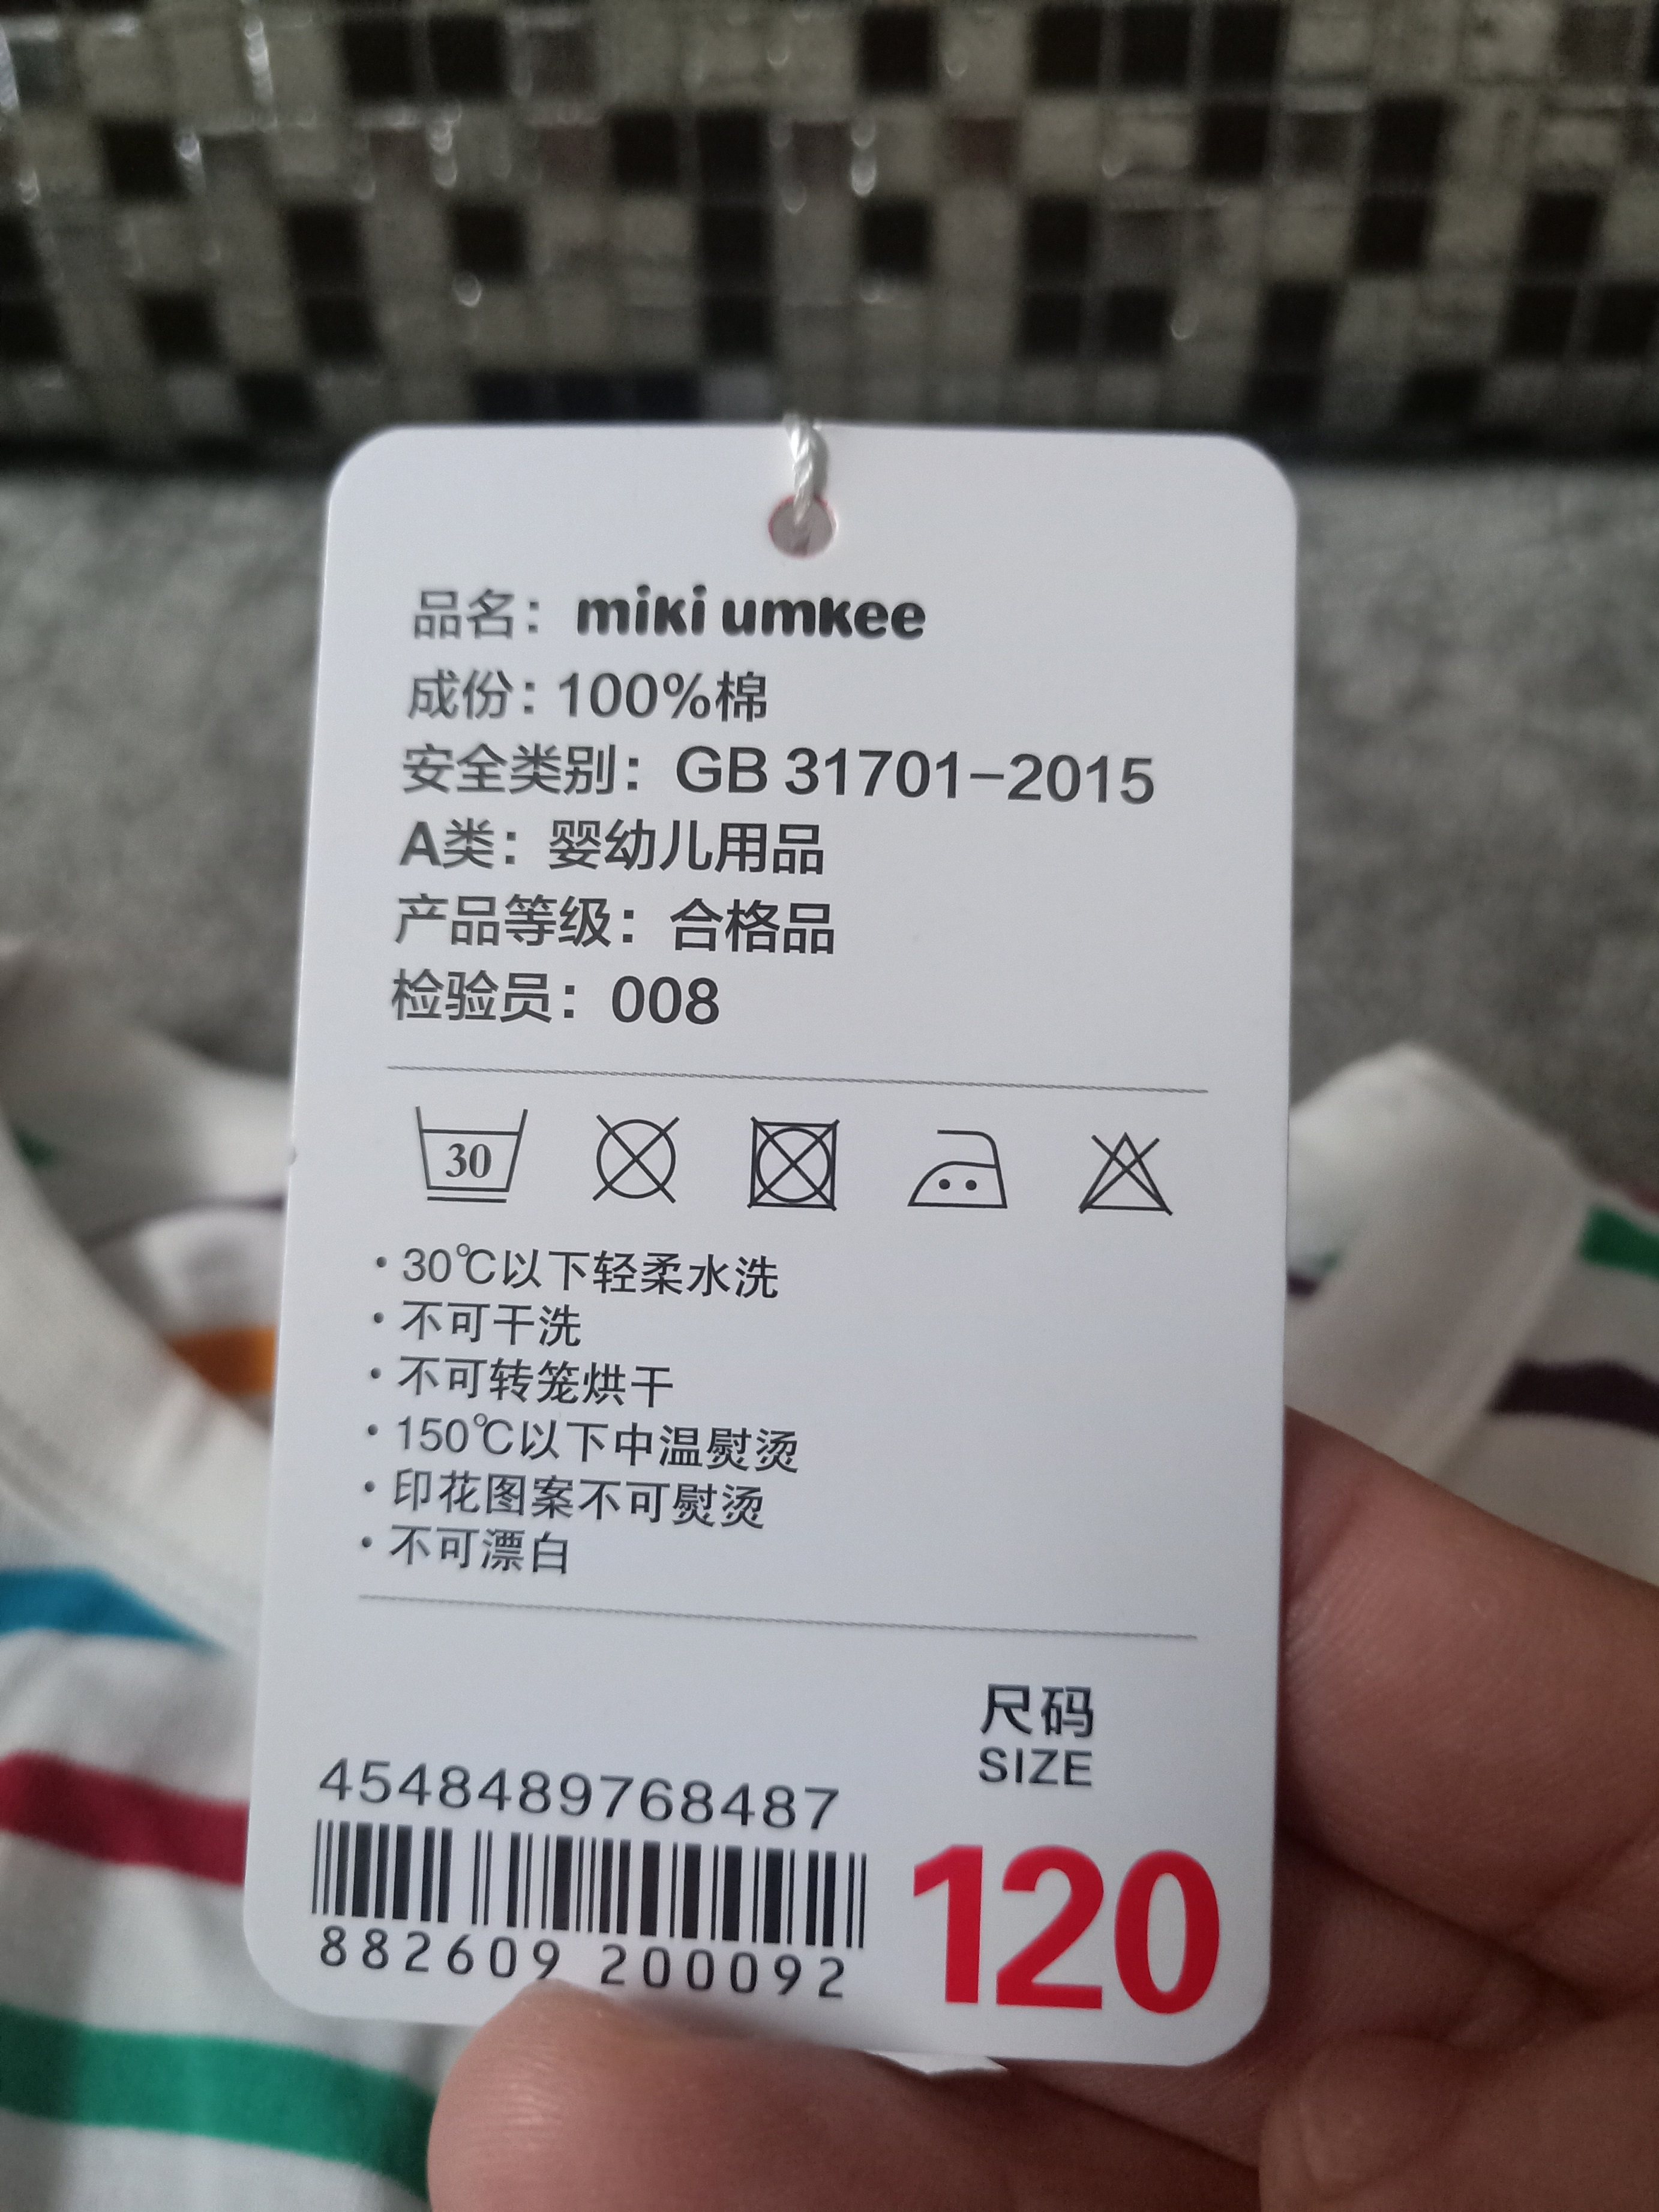 品名：miki umkee
成份：100%棉
安全类别：GB 31701-2015
A类：婴幼儿用品
产品等级：合格品
检验员：008
30
·30℃以下轻柔水洗
·不可干洗
·不可转笼烘干
·150℃以下中温熨烫
·印花图案不可熨烫
·不可漂白
尺码
SIZE
4548489768487
120
882609 200092